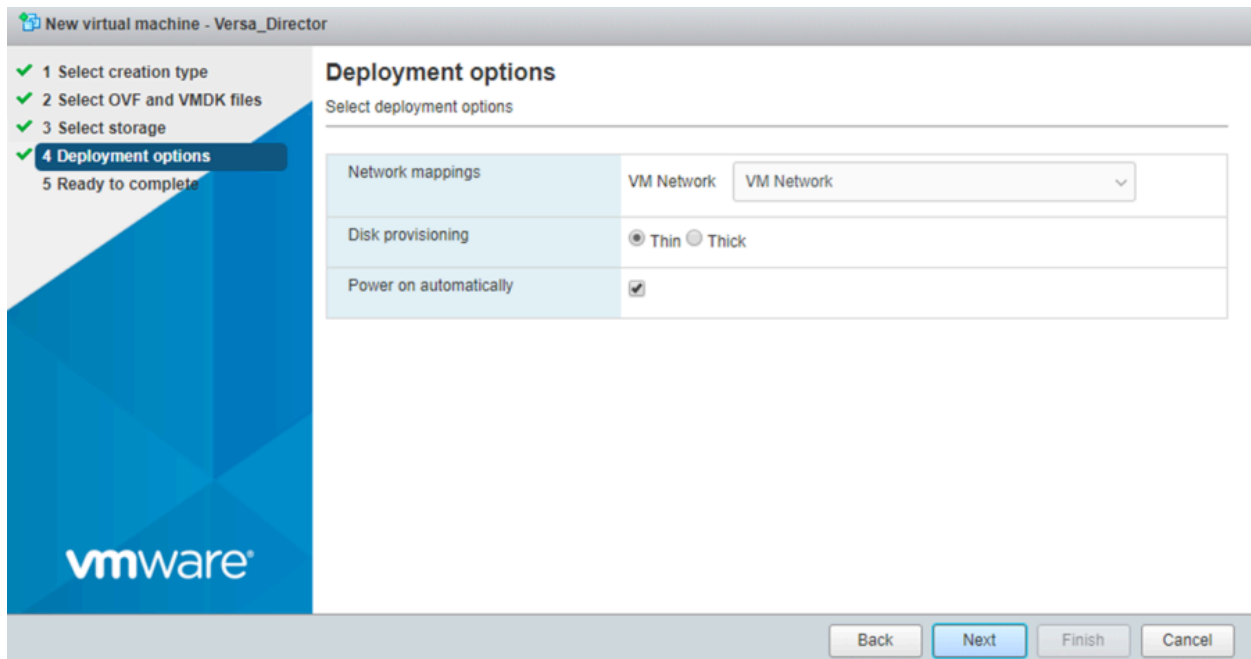 New virtual machine - Versa_Director
1 Select creation type
2 Select OVF and VMDK files
3 Select storage
4 Deployment options
5 Ready to complete
vmware®
Deployment options
Select deployment options
Network mappings
VM Network VM Network
Disk provisioning
Thin Thick
Power on automatically
Back Next Finish Cancel